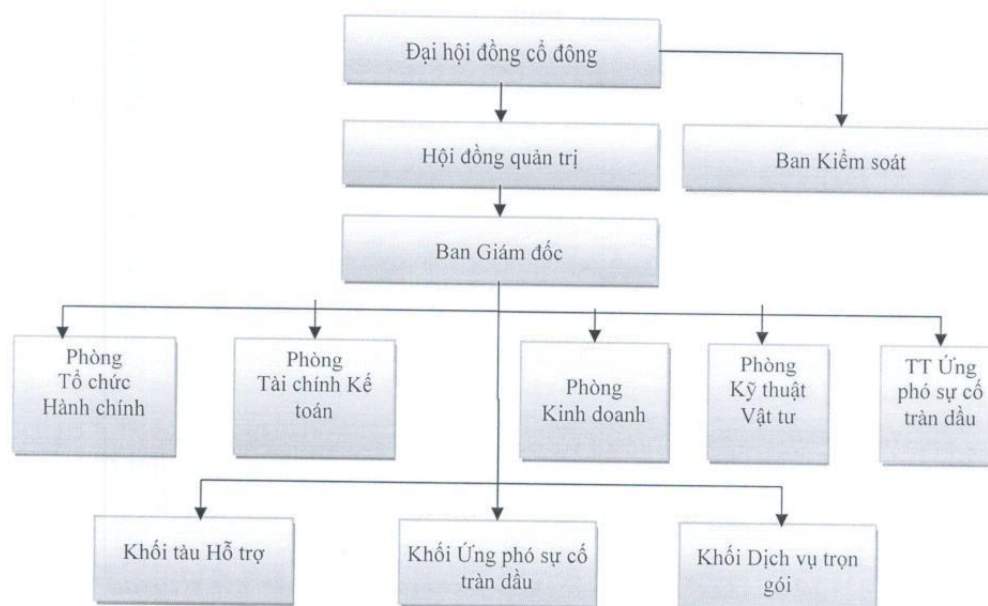 Đại hội đồng cổ đông
Hội đồng quản trị
Ban Kiểm soát
Ban Giám đốc
Phòng
Tổ chức
Hành chính
Phòng
Tài chính Kế
toán
Phòng
Kinh doanh
Phòng
Kỹ thuật
Vật tư
TT Ứng
phó sự cố
tràn dầu
Khối tàu Hỗ trợ
Khối Ứng phó sự cố
tràn dầu
Khối Dịch vụ trọn
gói